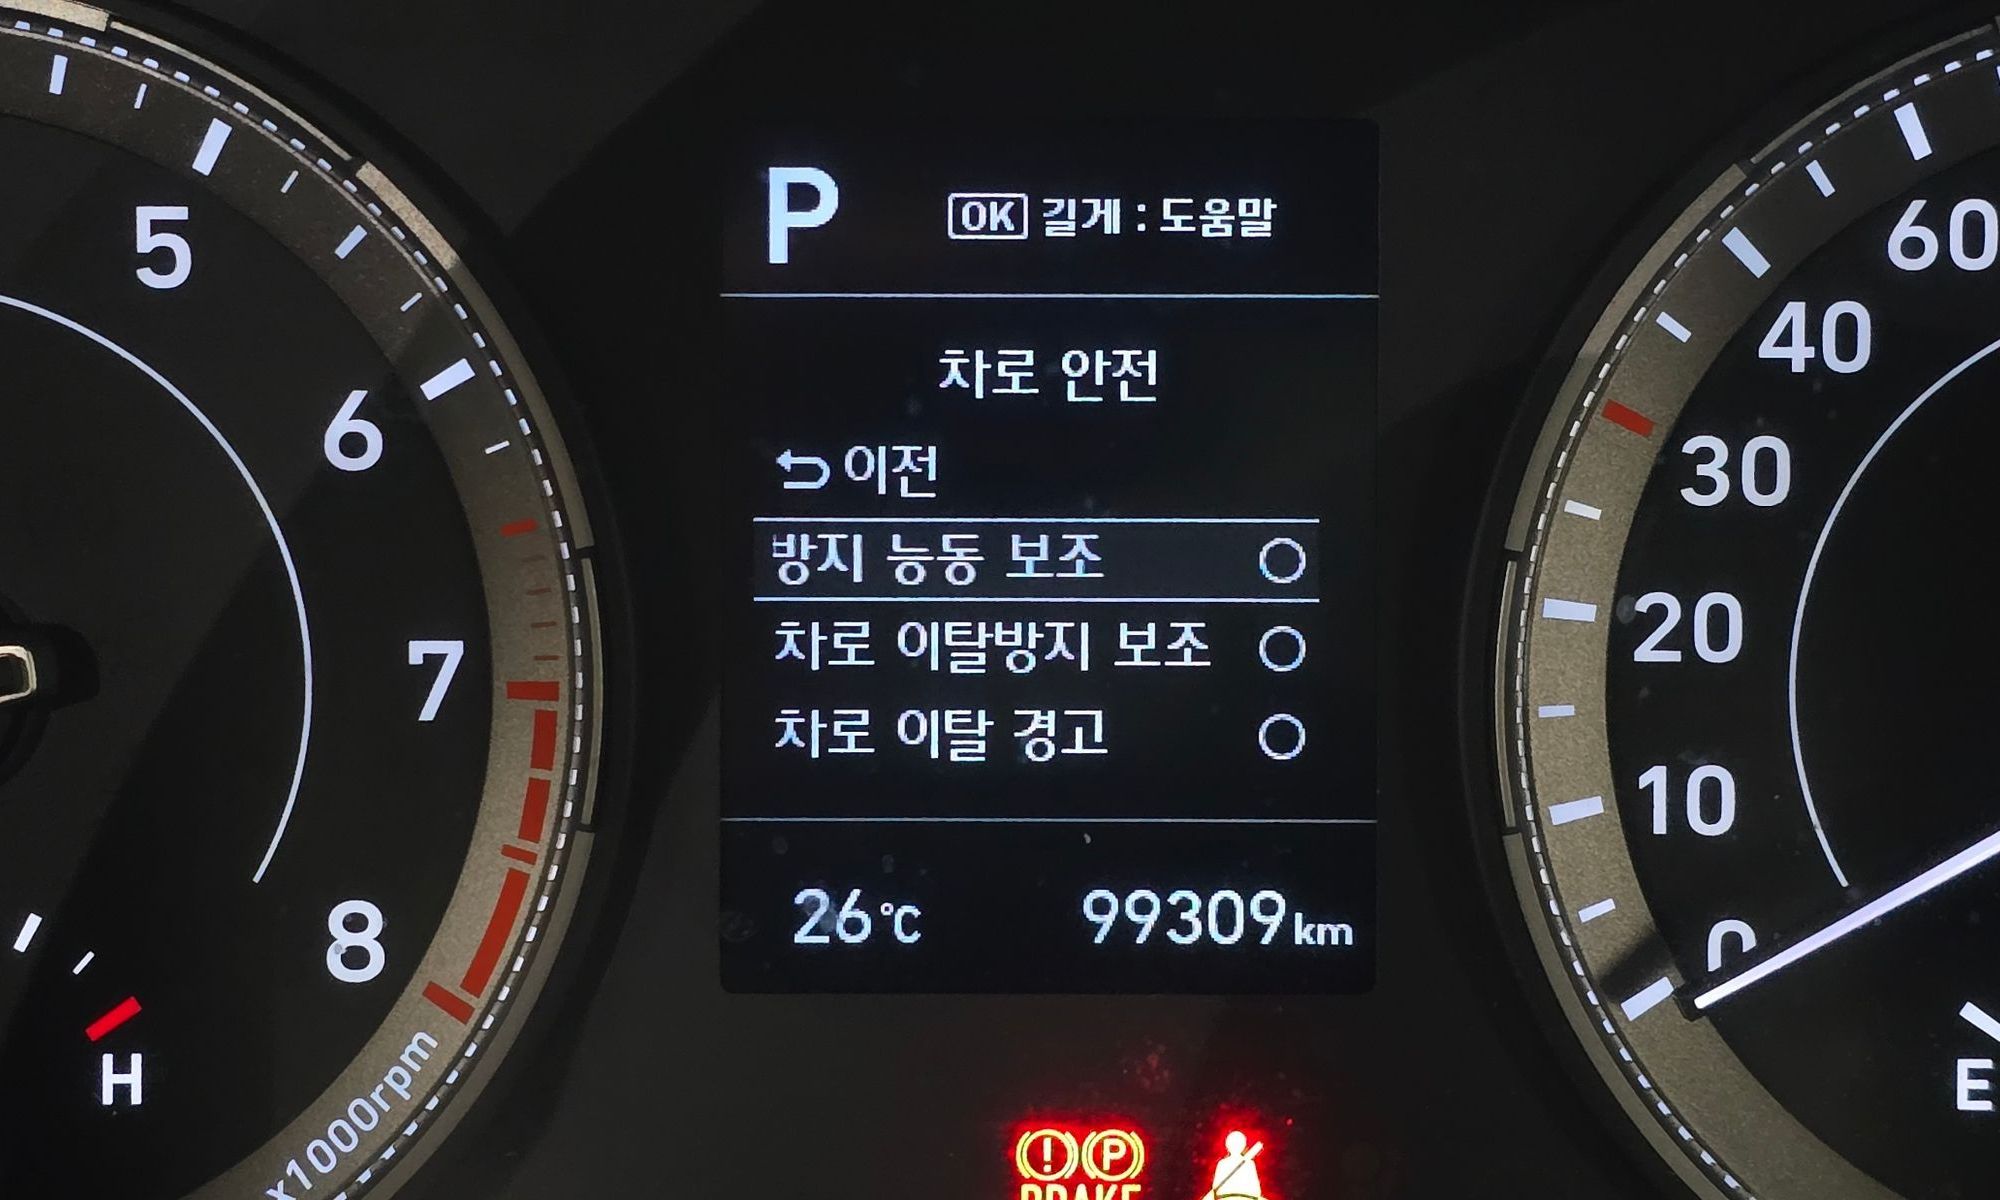 P
OK 길게 : 도움말
차로 안전
이전
방지 능동 보조
차로 이탈방지 보조
차로 이탈 경고
26°C 99309km
5
6
7
8
H
x1000rpm
60
40
30
20
10
0
E
P
BRAKE